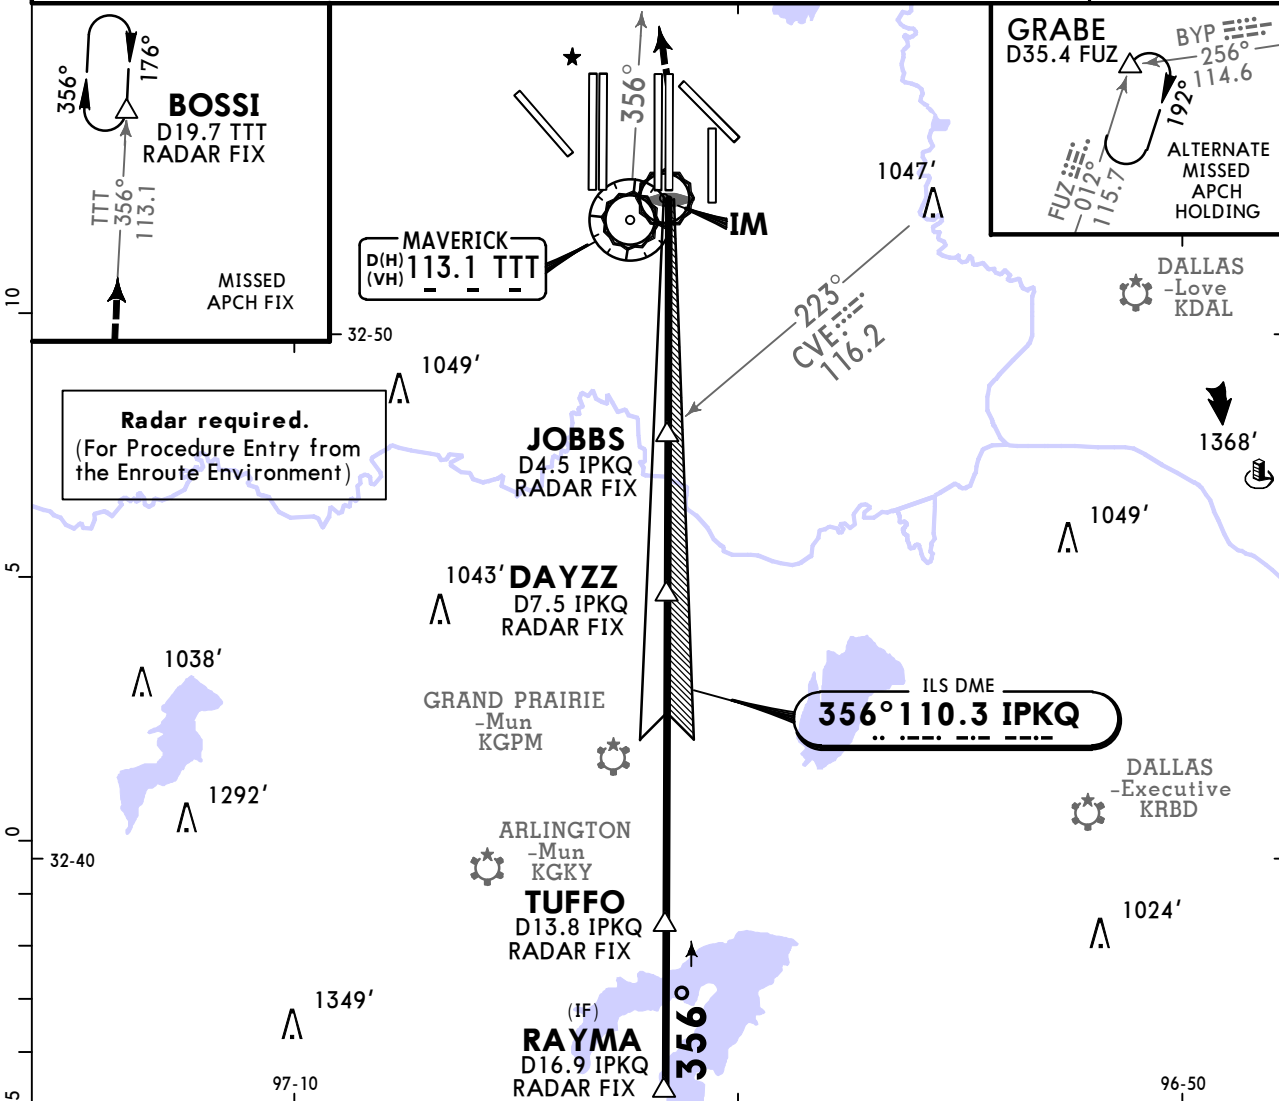 356°
176°
BOSSI
D19.7 TTT
RADAR FIX
TTT
356°
113.1
MISSED
APCH FIX
356°
GRABE
D35.4 FUZ
BYP
256°
114.6
192°
FUZ
012°
115.7
ALTERNATE
MISSED
APCH
HOLDING
1047'
IM
MAVERICK
D(H)
(VH)
113.1 TTT
DALLAS
-Love
KDAL
223°
CVE
116.2
10
32-50
1049'
Radar required.
(For Procedure Entry from
the Enroute Environment)
JOBBS
D4.5 IPKQ
RADAR FIX
1368'
1049'
5
1043'
DAYZZ
D7.5 IPKQ
RADAR FIX
1038'
GRAND PRAIRIE
-Mun
KGPM
ILS DME
356° 110.3 IPKQ
1292'
DALLAS
-Executive
KRBD
0
32-40
ARLINGTON
-Mun
KGKY
TUFFO
D13.8 IPKQ
RADAR FIX
1024'
1349'
(IF)
RAYMA
D16.9 IPKQ
RADAR FIX
356°
5
97-10
96-50